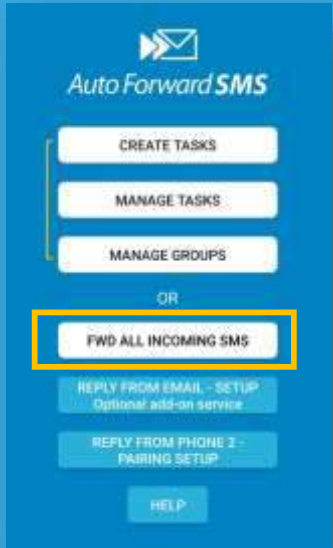 Auto Forward SMS
CREATE TASKS
MANAGE TASKS
MANAGE GROUPS
OR
FWD ALL INCOMING SMS
REPLY FROM EMAIL - SETUP
Optional add-on service
REPLY FROM PHONE 2 -
PAIRING SETUP
HELP